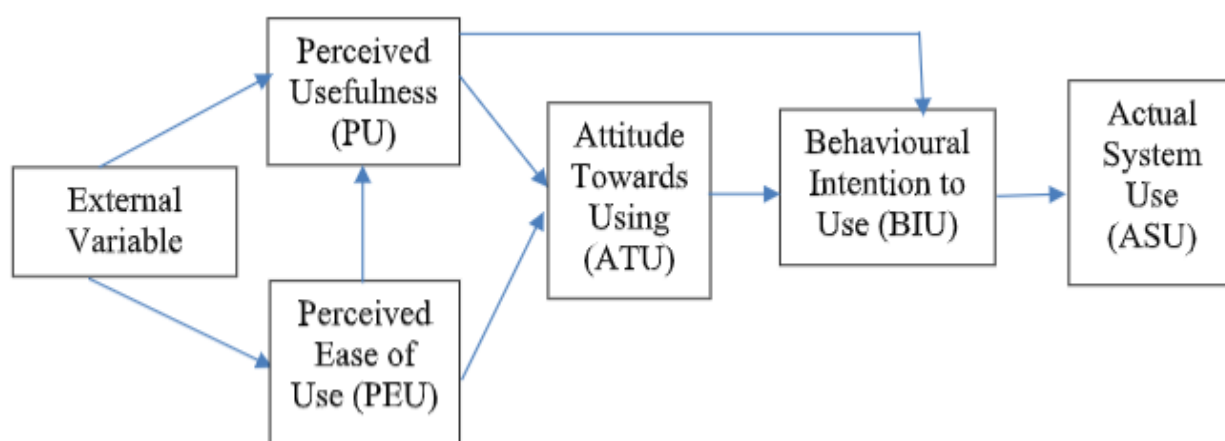 External
Variable
Perceived
Usefulness
(PU)
Perceived
Ease of
Use (PEU)
Attitude
Towards
Using
(ATU)
Behavioural
Intention to
Use (BIU)
Actual
System
Use
(ASU)